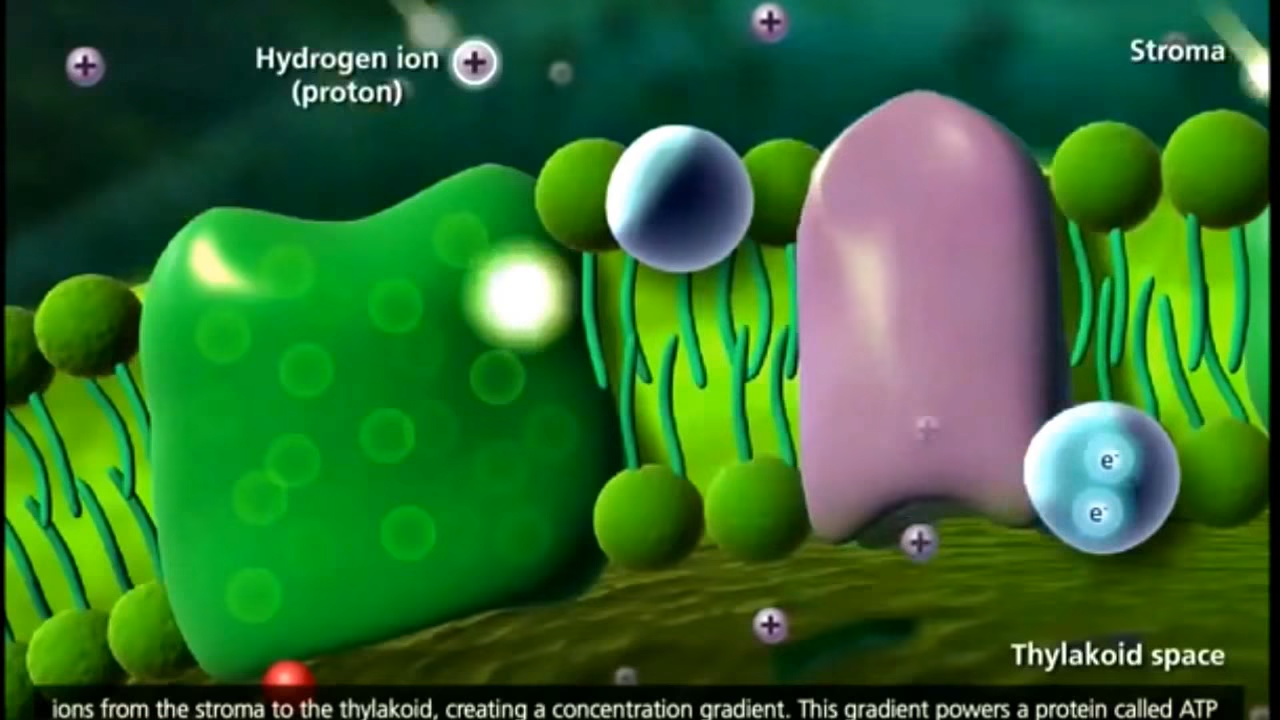 Hydrogen ion +
(proton)
+
+
Stroma
+
e-
e-
+
+
Thylakoid space
ions from the stroma to the thylakoid, creating a concentration gradient. This gradient powers a protein called ATP